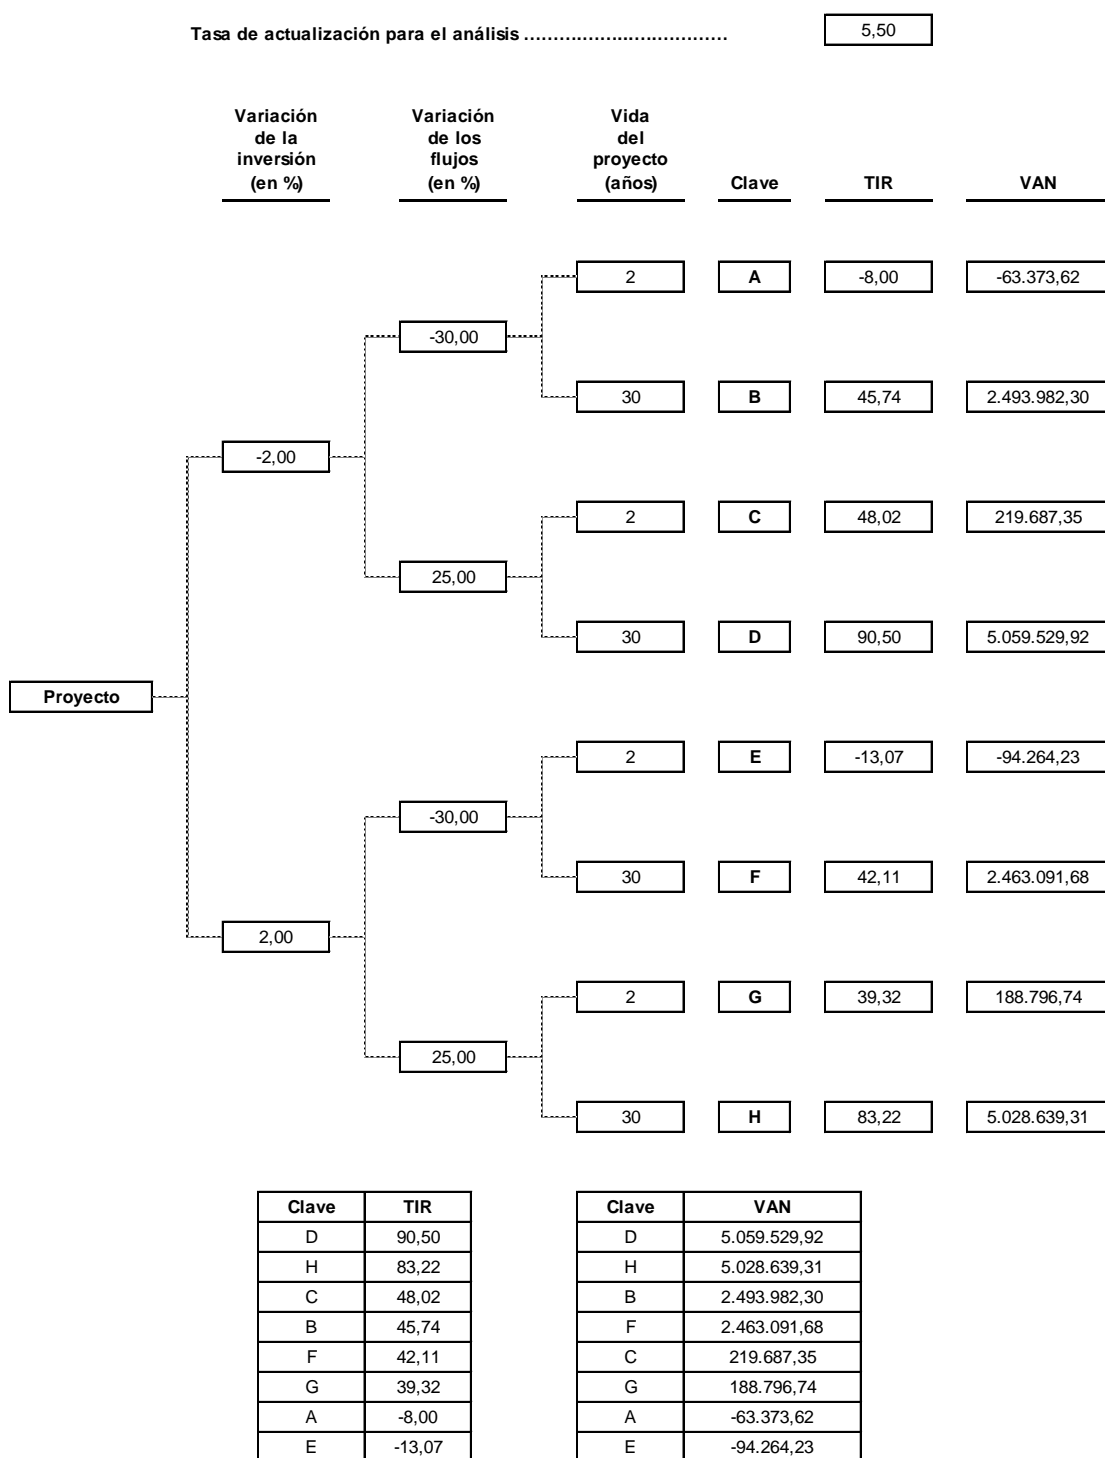 Tasa de actualización para el análisis ................................. 5,50
Variación de la inversión (en %)
Variación de los flujos (en %)
Vida del proyecto (años)
Clave
TIR
VAN
2 A -8,00 -63.373,62
-30,00
30 B 45,74 2.493.982,30
-2,00
2 C 48,02 219.687,35
25,00
30 D 90,50 5.059.529,92
Proyecto
2 E -13,07 -94.264,23
-30,00
30 F 42,11 2.463.091,68
2,00
2 G 39,32 188.796,74
25,00
30 H 83,22 5.028.639,31
Clave TIR
D 90,50
H 83,22
C 48,02
B 45,74
F 42,11
G 39,32
A -8,00
E -13,07
Clave VAN
D 5.059.529,92
H 5.028.639,31
B 2.493.982,30
F 2.463.091,68
C 219.687,35
G 188.796,74
A -63.373,62
E -94.264,23